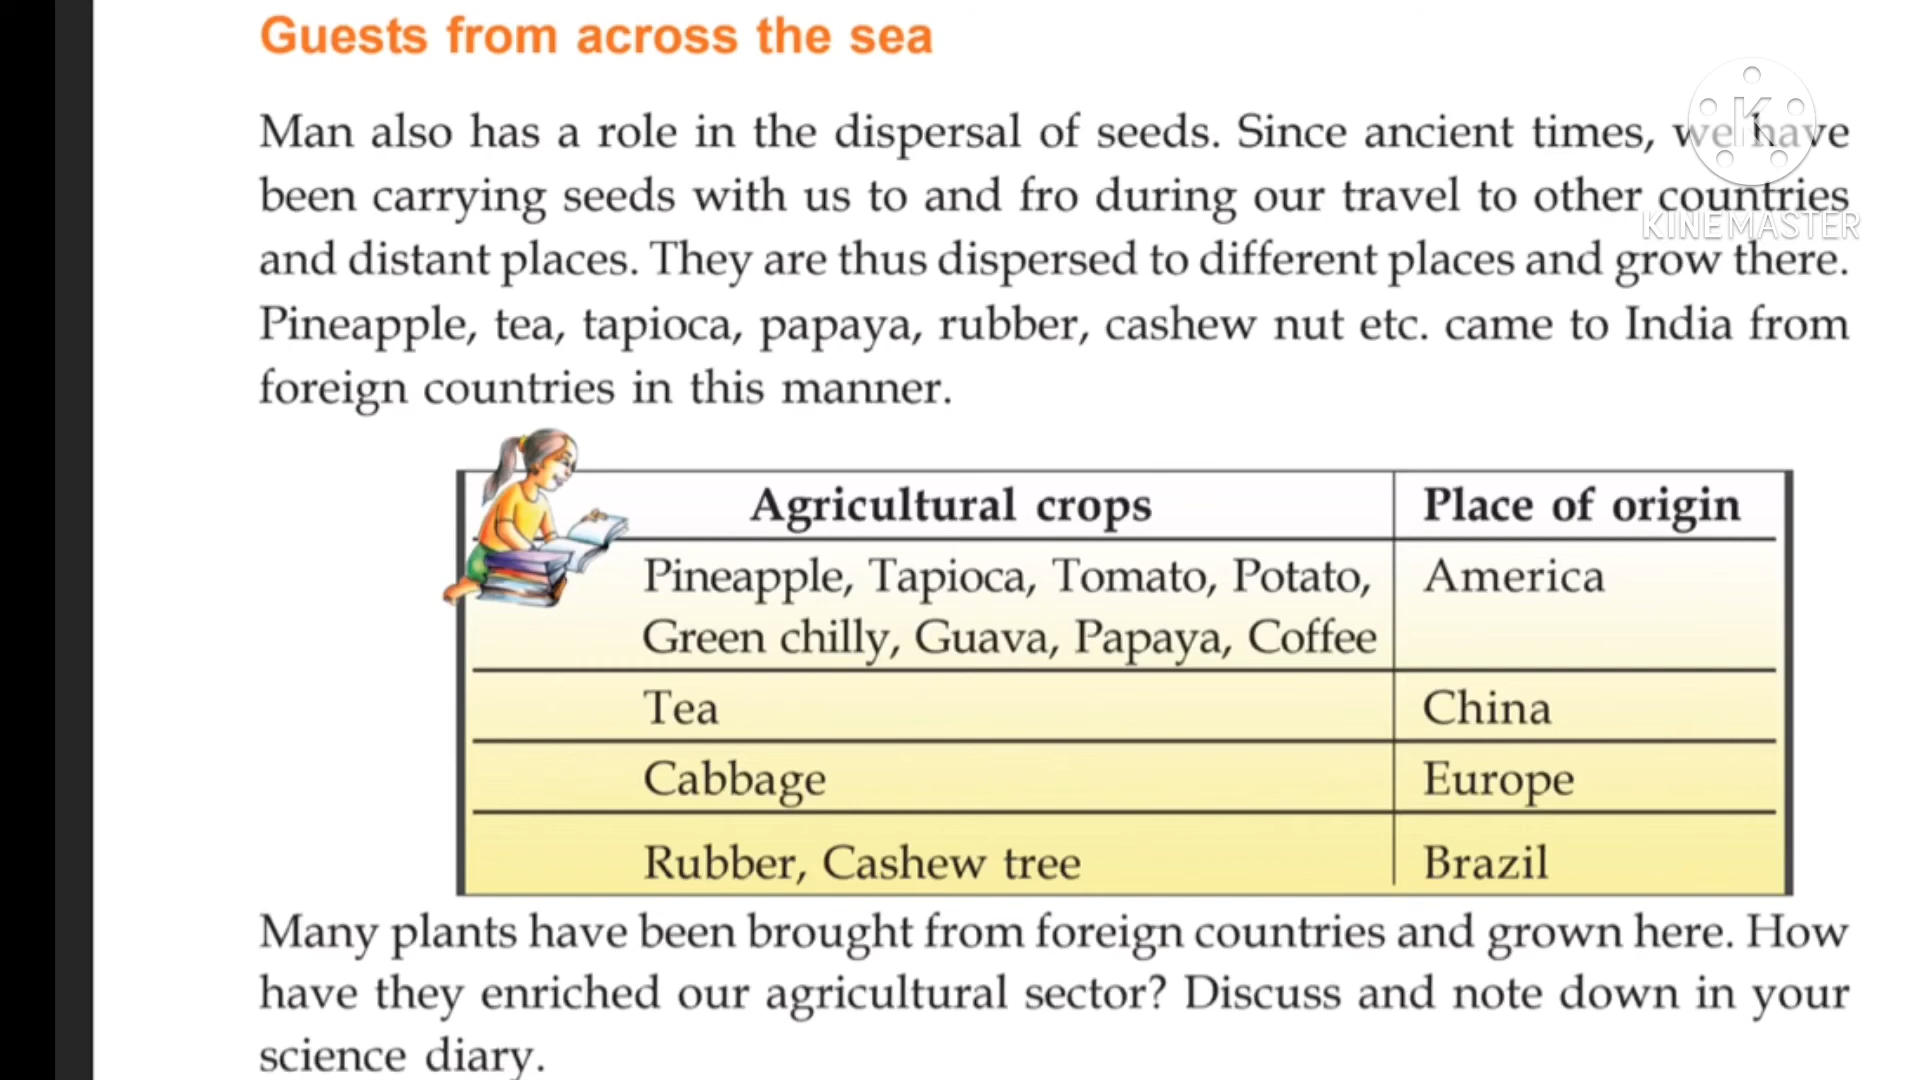 Guests from across the sea
Man also has a role in the dispersal of seeds. Since ancient times, we have
been carrying seeds with us to and fro during our travel to other countries
KINEMASTER
and distant places. They are thus dispersed to different places and grow there.
Pineapple, tea, tapioca, papaya, rubber, cashew nut etc. came to India from
foreign countries in this manner.
Agricultural crops Place of origin
Pineapple, Tapioca, Tomato, Potato, America
Green chilly, Guava, Papaya, Coffee
Tea China
Cabbage Europe
Rubber, Cashew tree Brazil
Many plants have been brought from foreign countries and grown here. How
have they enriched our agricultural sector? Discuss and note down in your
science diary.